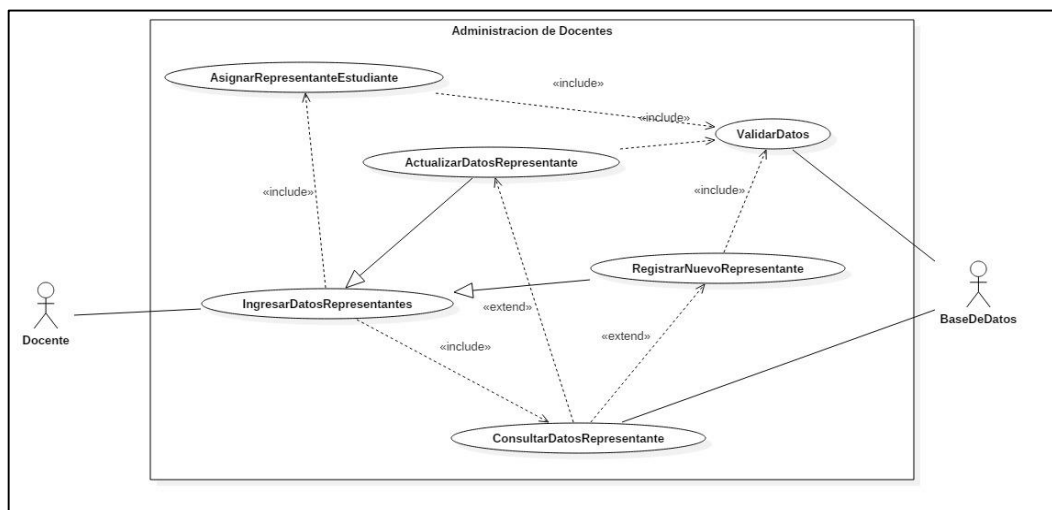 Administracion de Docentes
AsignarRepresentanteEstudiante
«include»
«include»
ValidarDatos
ActualizarDatosRepresentante
«include»
«include»
RegistrarNuevoRepresentante
IngresarDatosRepresentantes
«extend»
BaseDeDatos
Docente
«extend»
«include»
ConsultarDatosRepresentante